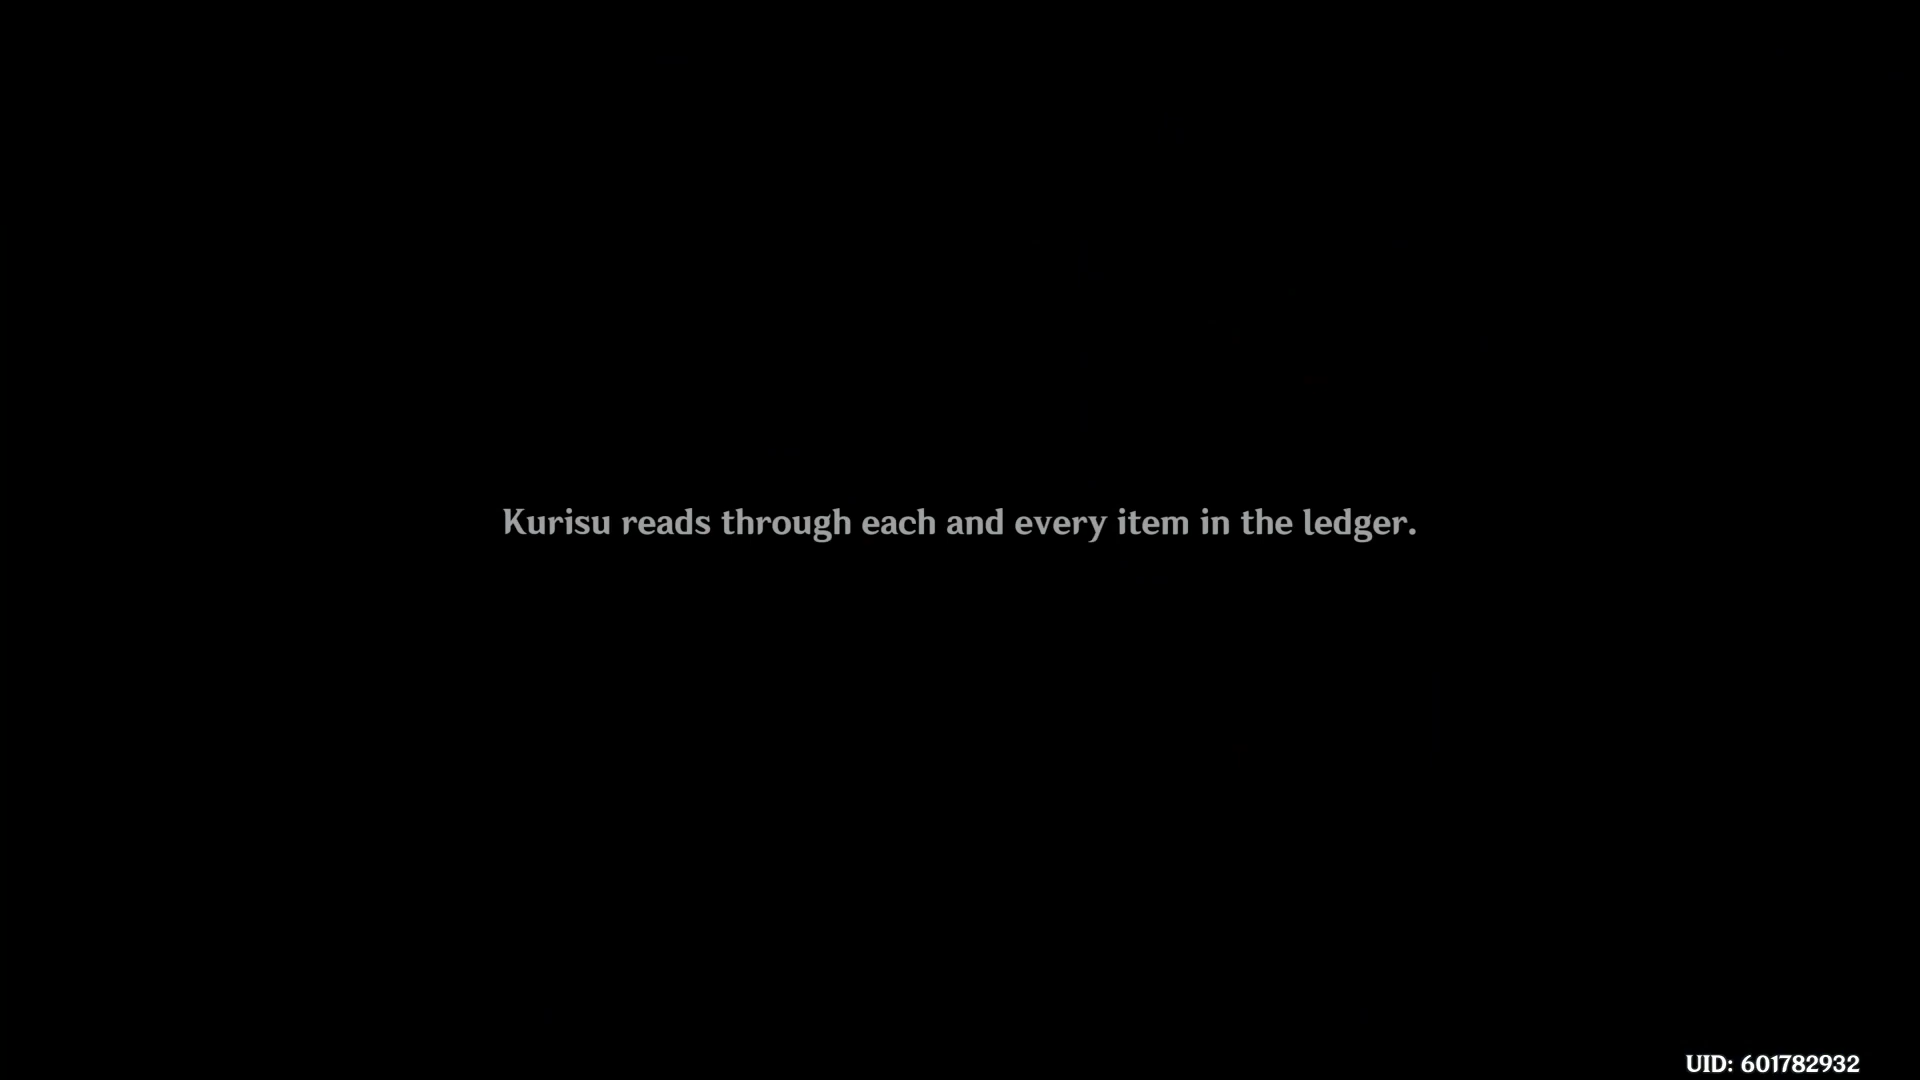 Kurisu reads through each and every item in the ledger.
UID: 601782932